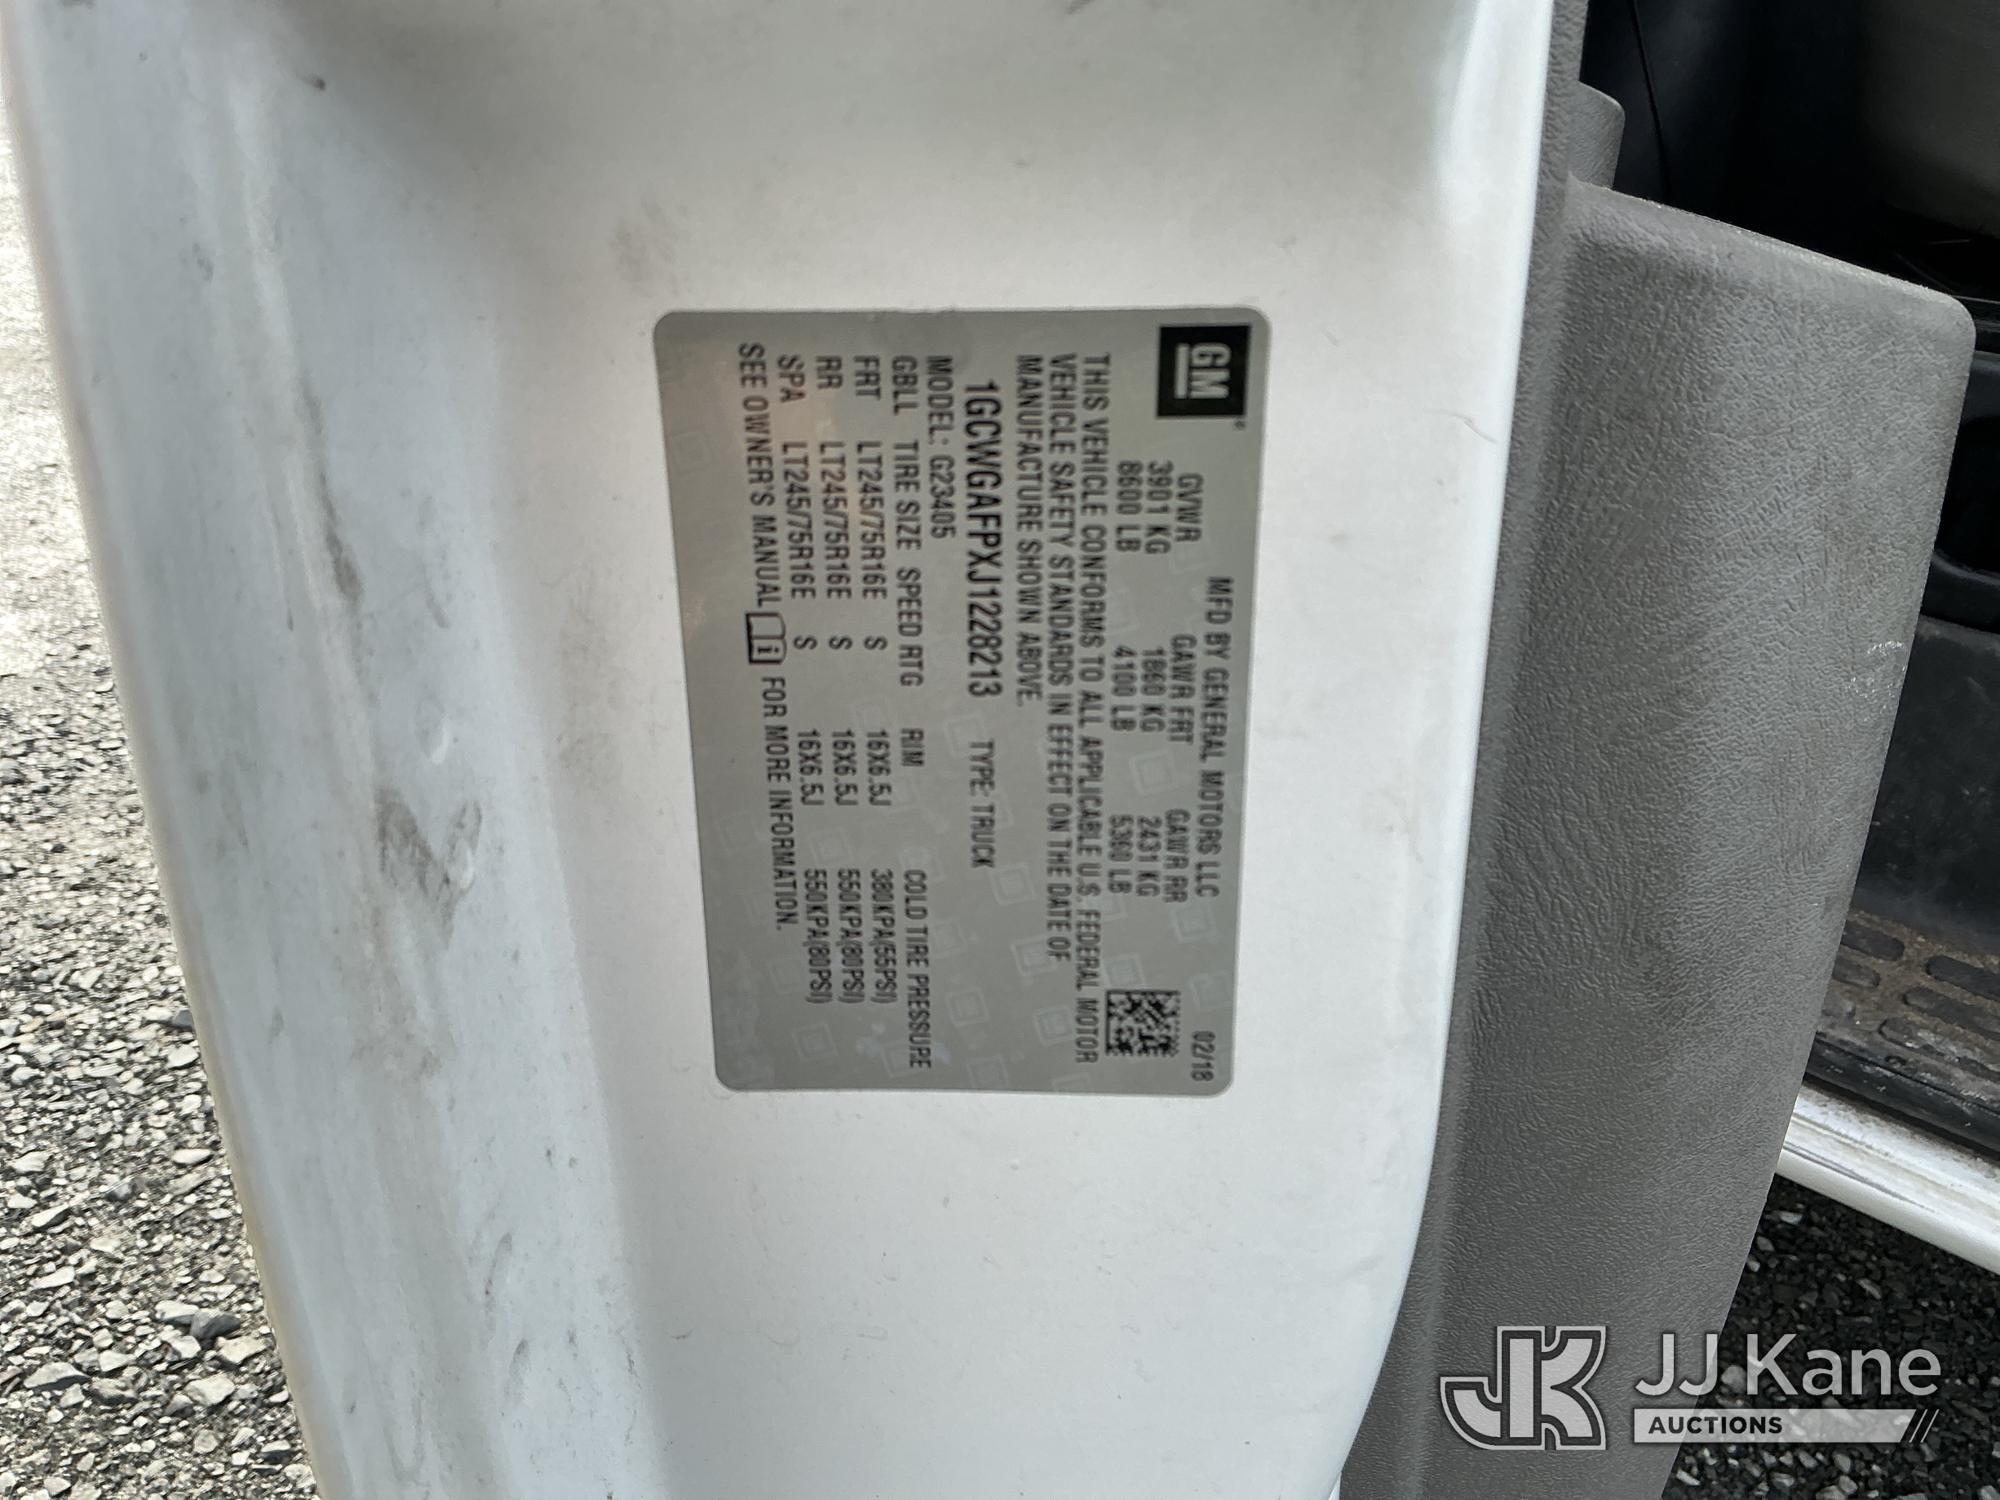 GM
MFD BY GENERAL MOTORS LLC 02/18
GVWR GAWR FRT GAWR RR
3901 KG 1860 KG 2431 KG
8600 LB 4100 LB 5360 LB
THIS VEHICLE CONFORMS TO ALL APPLICABLE U.S. FEDERAL MOTOR
VEHICLE SAFETY STANDARDS IN EFFECT ON THE DATE OF
MANUFACTURE SHOWN ABOVE.
1GCWGAFPXJ1228213 TYPE: TRUCK
MODEL: G23405
GBLL TIRE SIZE SPEED RTG RIM COLD TIRE PRESSURE
FRT LT245/75R16E S 16X6.5J 380KPA(55PSI)
RR LT245/75R16E S 16X6.5J 550KPA(80PSI)
SPA LT245/75R16E S 16X6.5J 550KPA(80PSI)
SEE OWNER'S MANUAL i FOR MORE INFORMATION.
JK JJ Kane
AUCTIONS